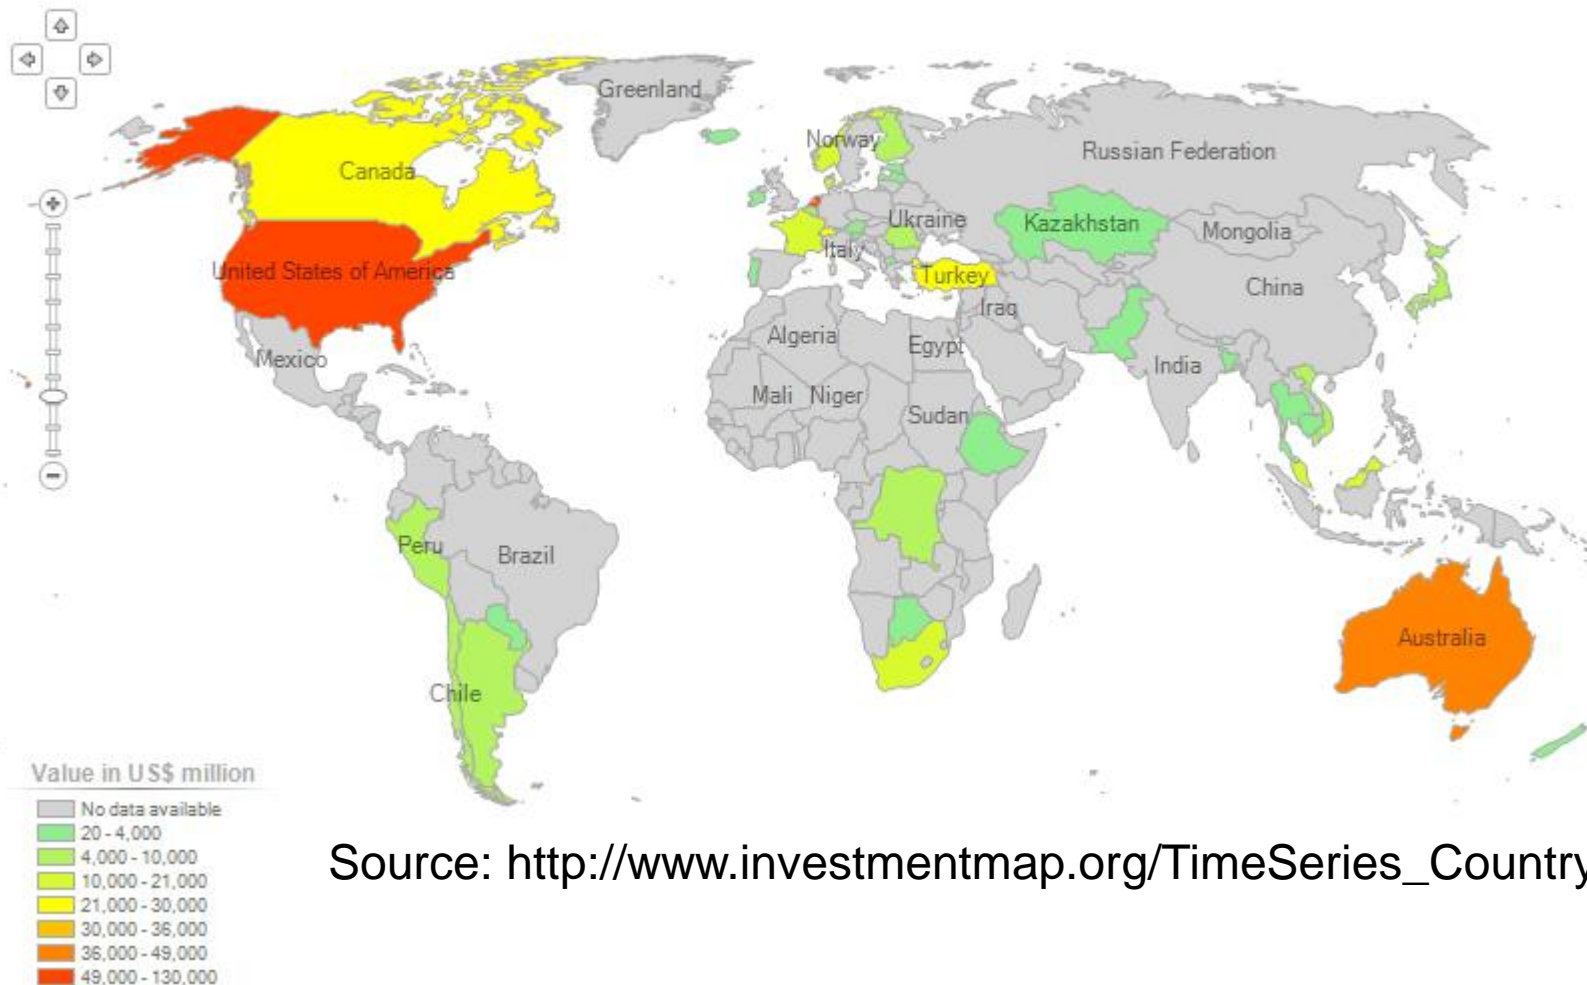 Greenland
Norway
Russian Federation
Canada
Ukraine
Kazakhstan
Mongolia
Italy
United States of America
Turkey
China
Iraq
Algeria
Egypt
Mexico
India
Mali
Niger
Sudan
Peru
Brazil
Australia
Chile
Value in US$ million
No data available
20 - 4,000
4,000 - 10,000
10,000 - 21,000
21,000 - 30,000
30,000 - 36,000
36,000 - 49,000
49,000 - 130,000
Source: http://www.investmentmap.org/TimeSeries_Country